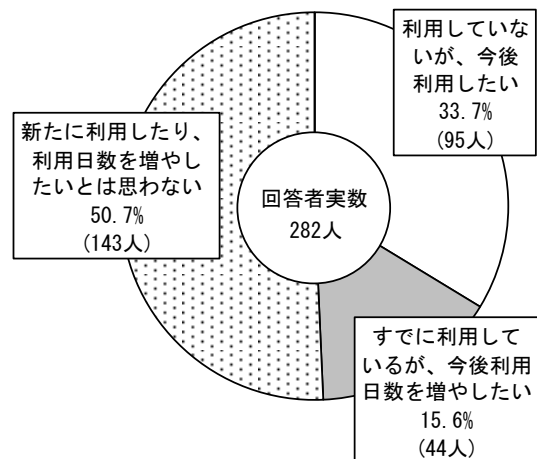 利用していな
いが、今後
利用したい
33.7%
(95人)
新たに利用したり、
利用日数を増やし
たいとは思わない
50.7%
(143人)
回答者実数
282人
すでに利用して
いるが、今後利用
日数を増やしたい
15.6%
(44人)